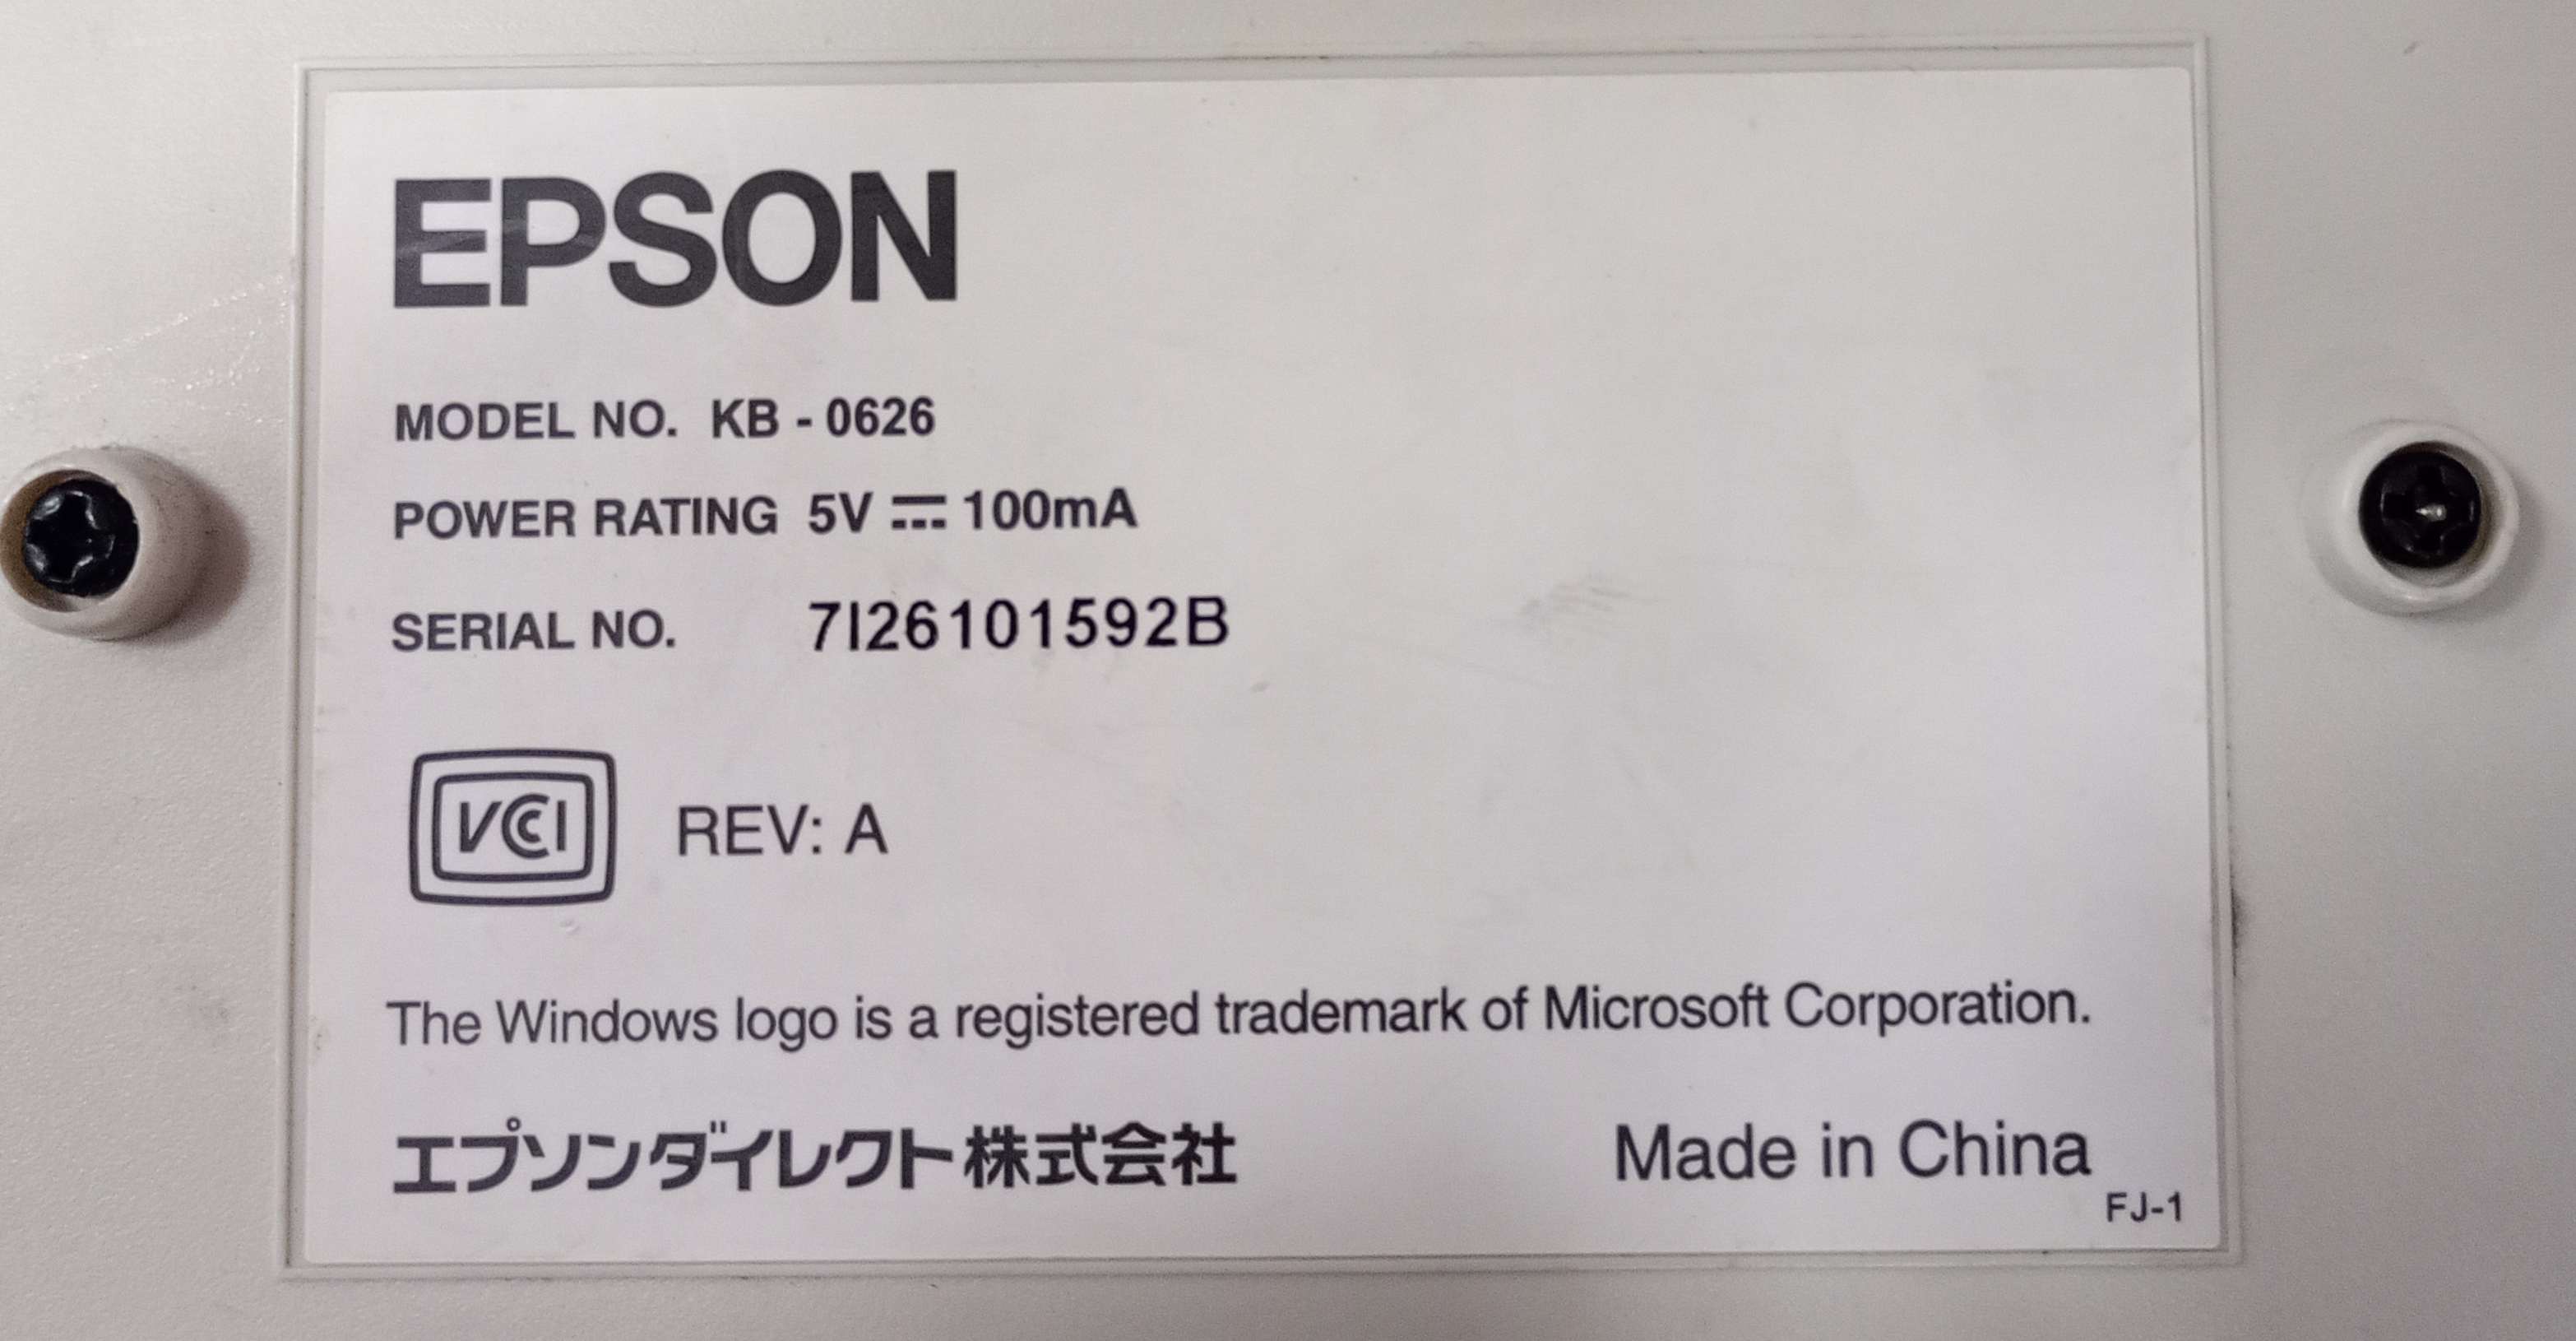 EPSON
MODEL NO. KB - 0626
POWER RATING 5V ⎓ 100mA
SERIAL NO. 7I26101592B
VCCI REV: A
The Windows logo is a registered trademark of Microsoft Corporation.
エプソンダイレクト株式会社 Made in China
FJ-1